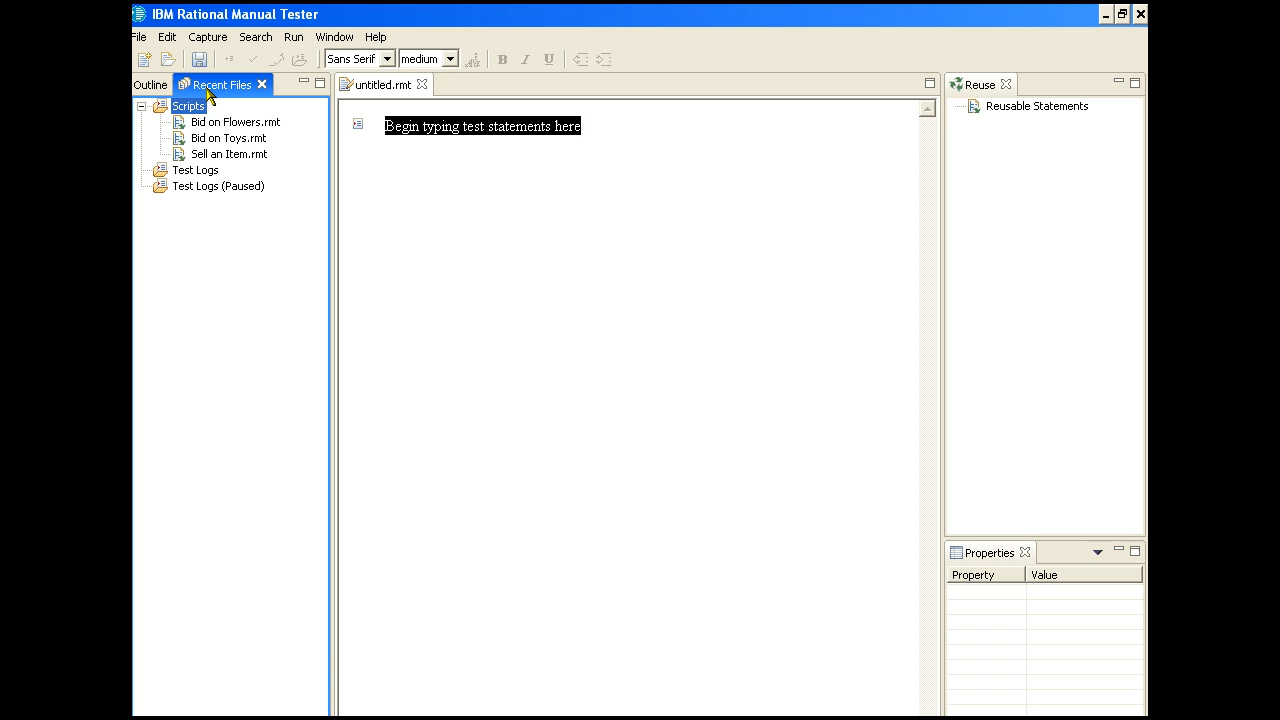 IBM Rational Manual Tester
File Edit Capture Search Run Window Help
Sans Serif medium B I U
Outline Recent Files
Scripts
Bid on Flowers.rmt
Bid on Toys.rmt
Sell an Item.rmt
Test Logs
Test Logs (Paused)
untitled.rmt
Begin typing test statements here
Reuse
Reusable Statements
Properties
Property Value